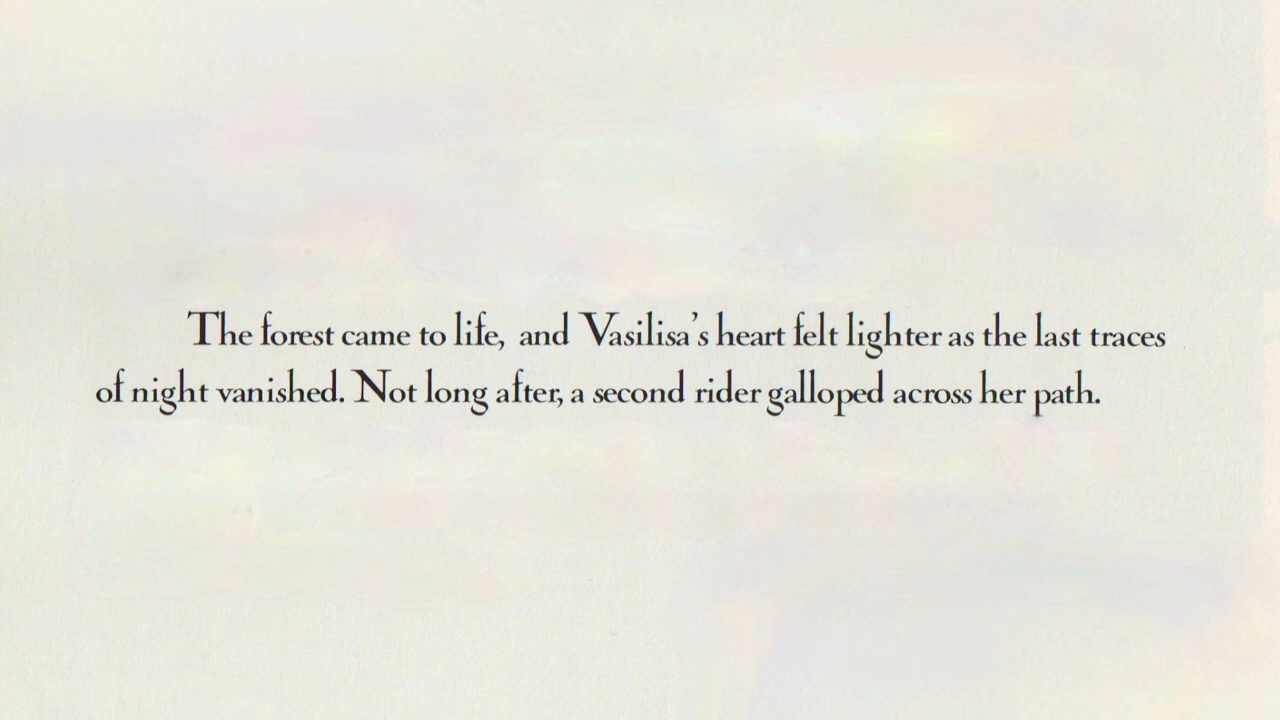 The forest came to life, and Vasilisa's heart felt lighter as the last traces
of night vanished. Not long after, a second rider galloped across her path.